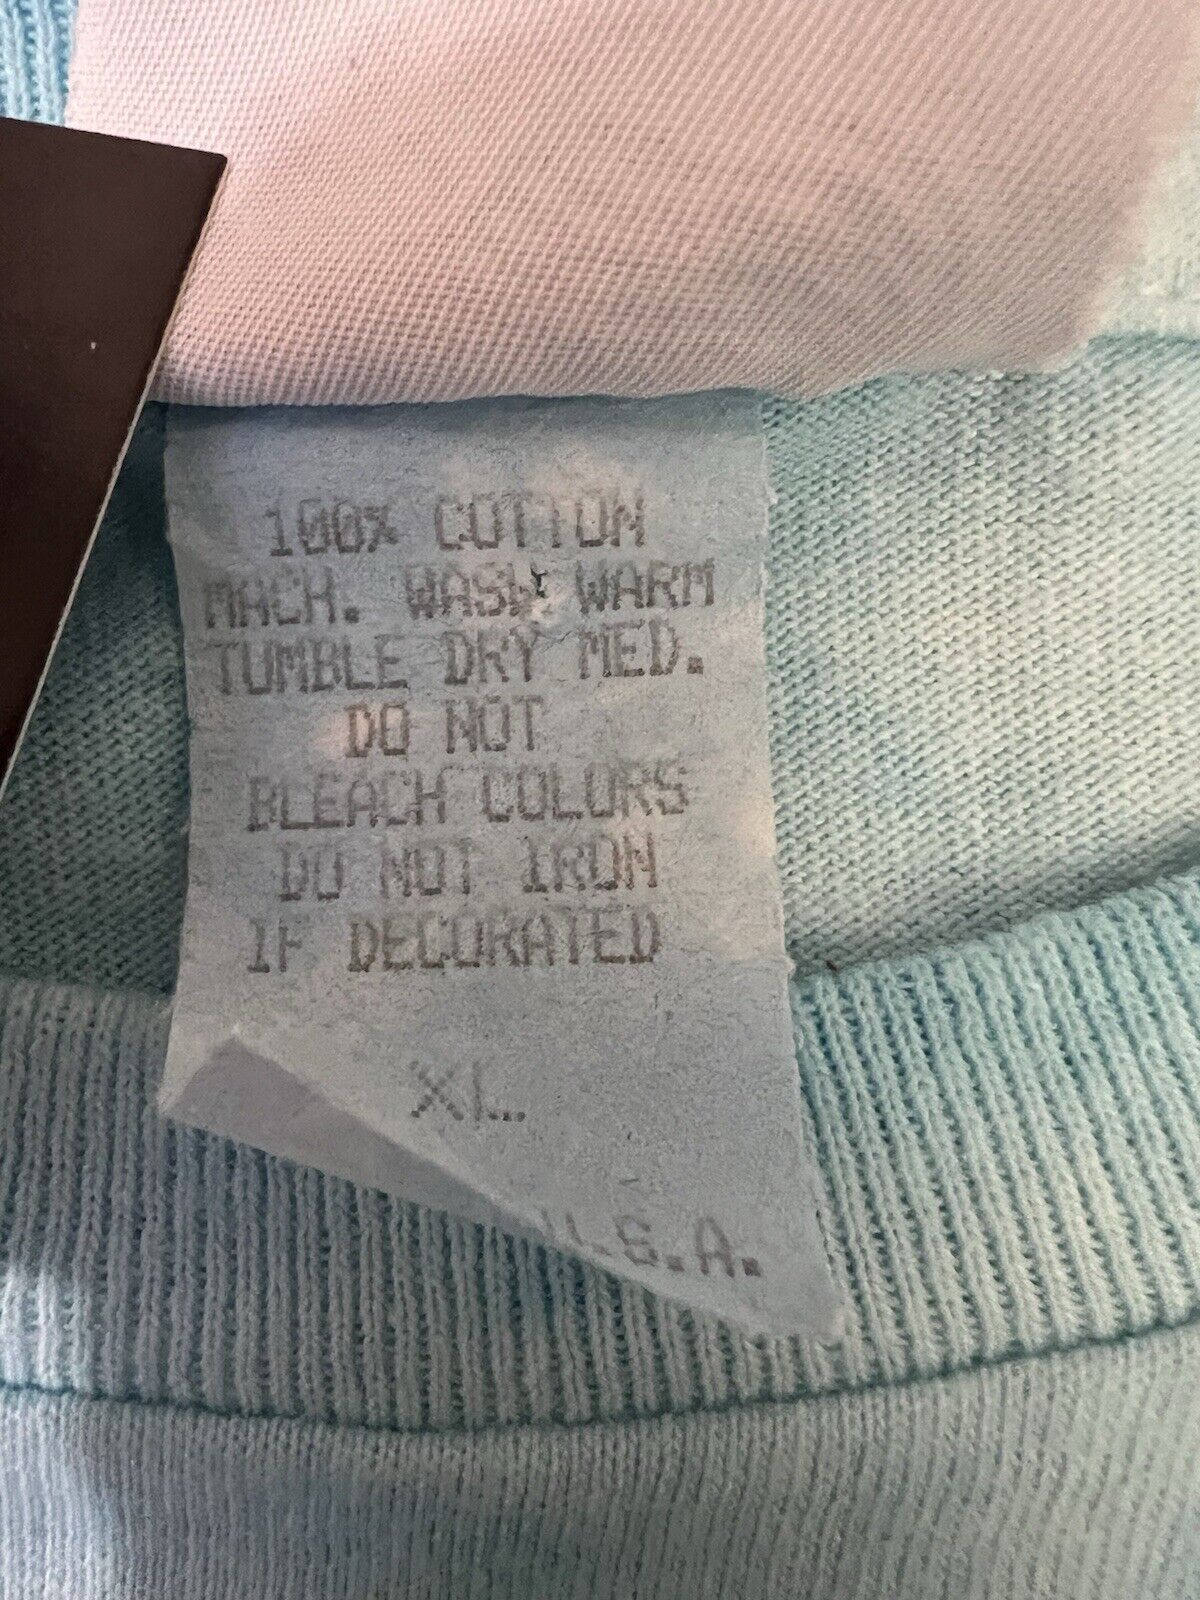 100% COTTON
MACH. WASH WARM
TUMBLE DRY MED.
DO NOT
BLEACH COLORS
DO NOT IRON
IF DECORATED
XL
U.S.A.